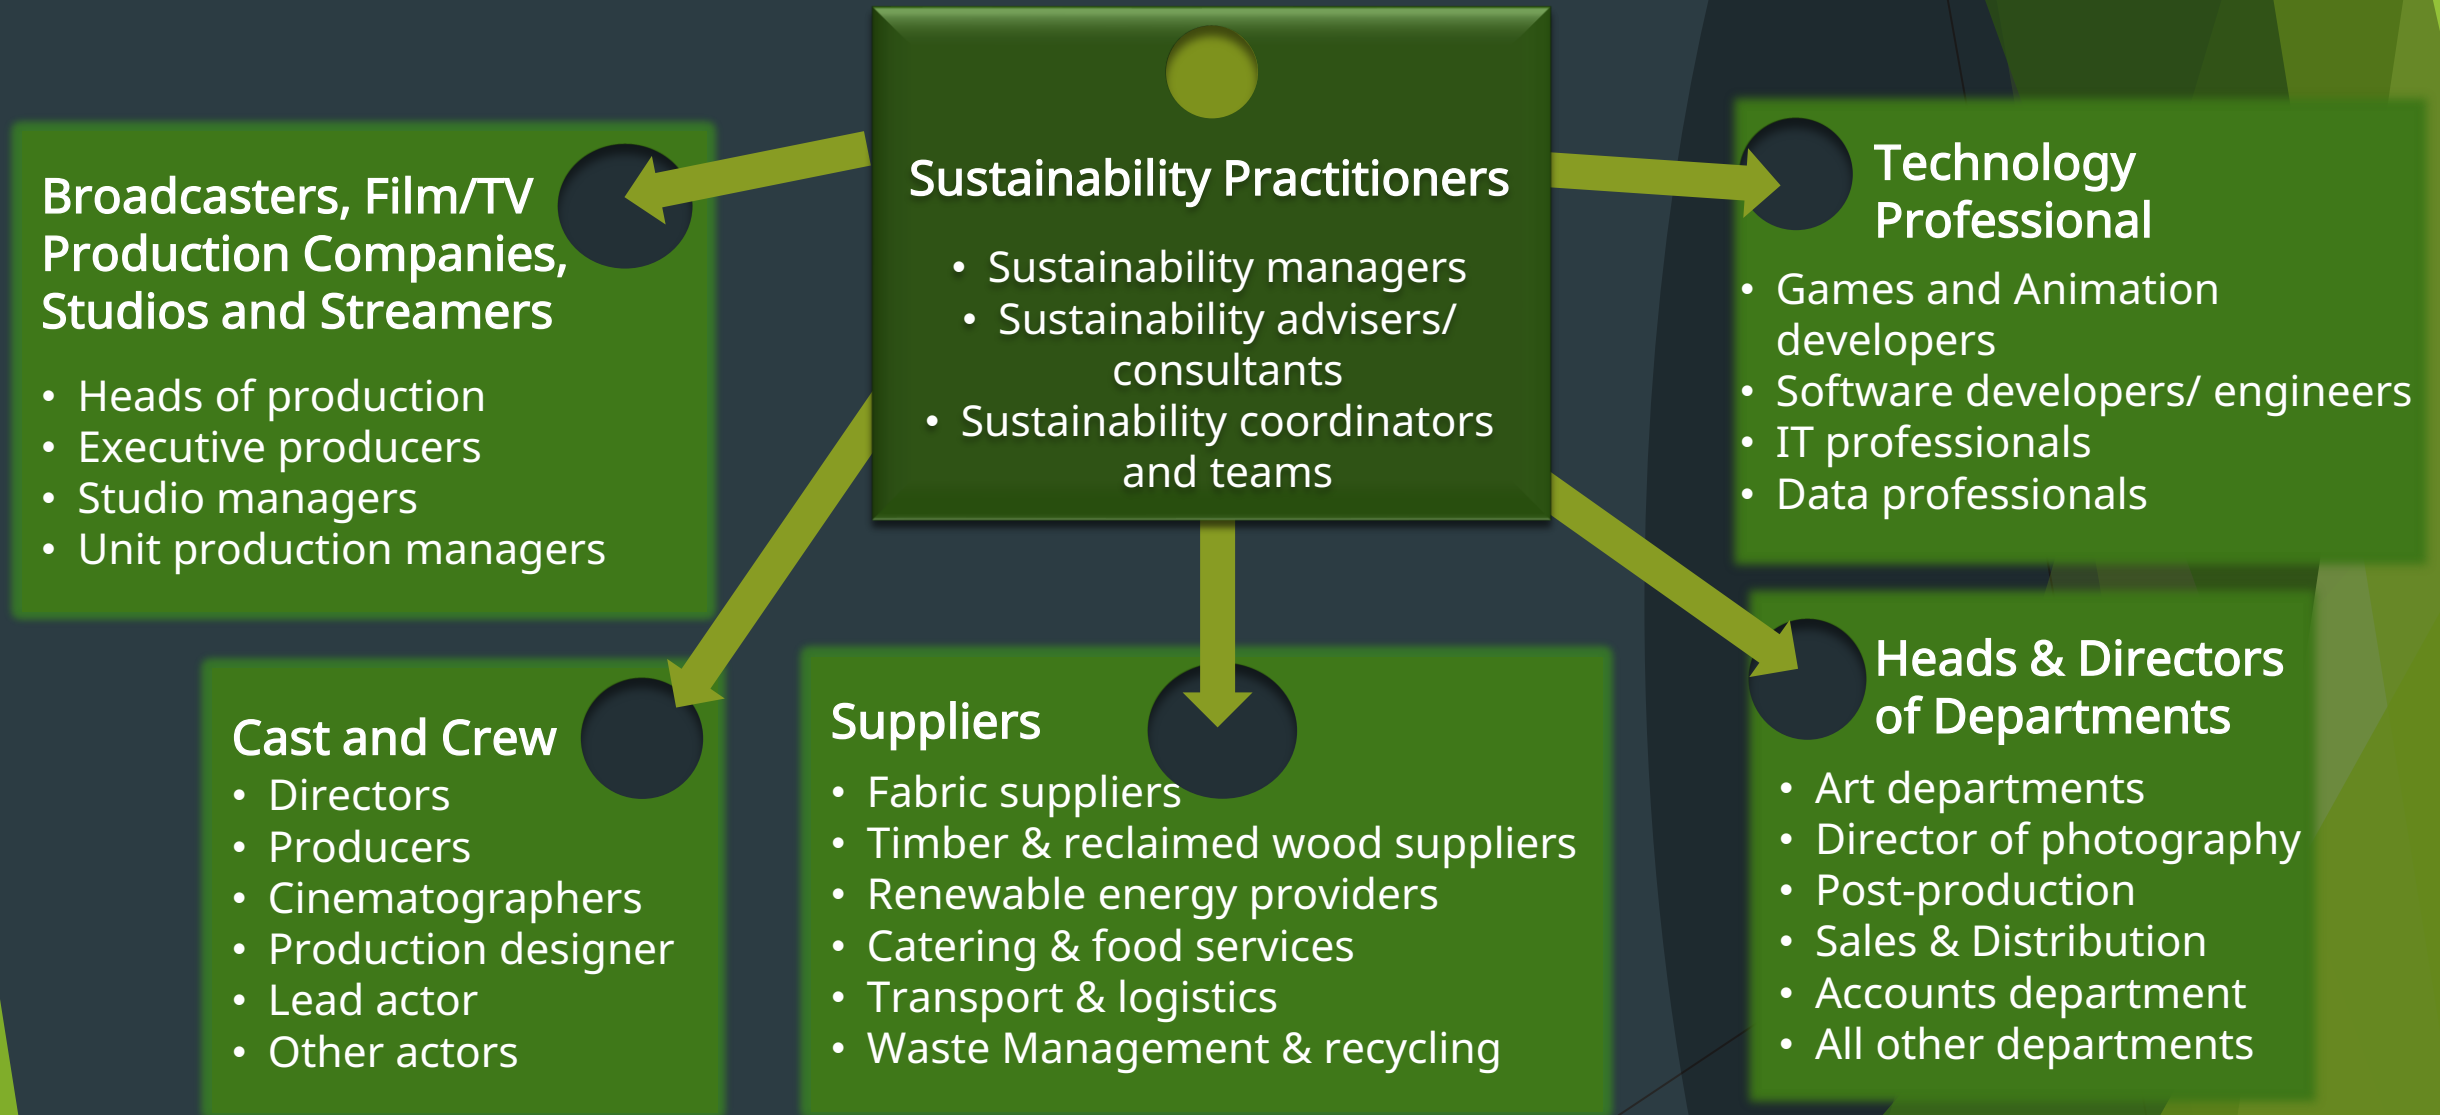 Sustainability Practitioners
• Sustainability managers
• Sustainability advisers/
consultants
• Sustainability coordinators
and teams
Broadcasters, Film/TV
Production Companies,
Studios and Streamers
• Heads of production
• Executive producers
• Studio managers
• Unit production managers
Technology
Professional
• Games and Animation
developers
• Software developers/ engineers
• IT professionals
• Data professionals
Cast and Crew
• Directors
• Producers
• Cinematographers
• Production designer
• Lead actor
• Other actors
Suppliers
• Fabric suppliers
• Timber & reclaimed wood suppliers
• Renewable energy providers
• Catering & food services
• Transport & logistics
• Waste Management & recycling
Heads & Directors
of Departments
• Art departments
• Director of photography
• Post-production
• Sales & Distribution
• Accounts department
• All other departments